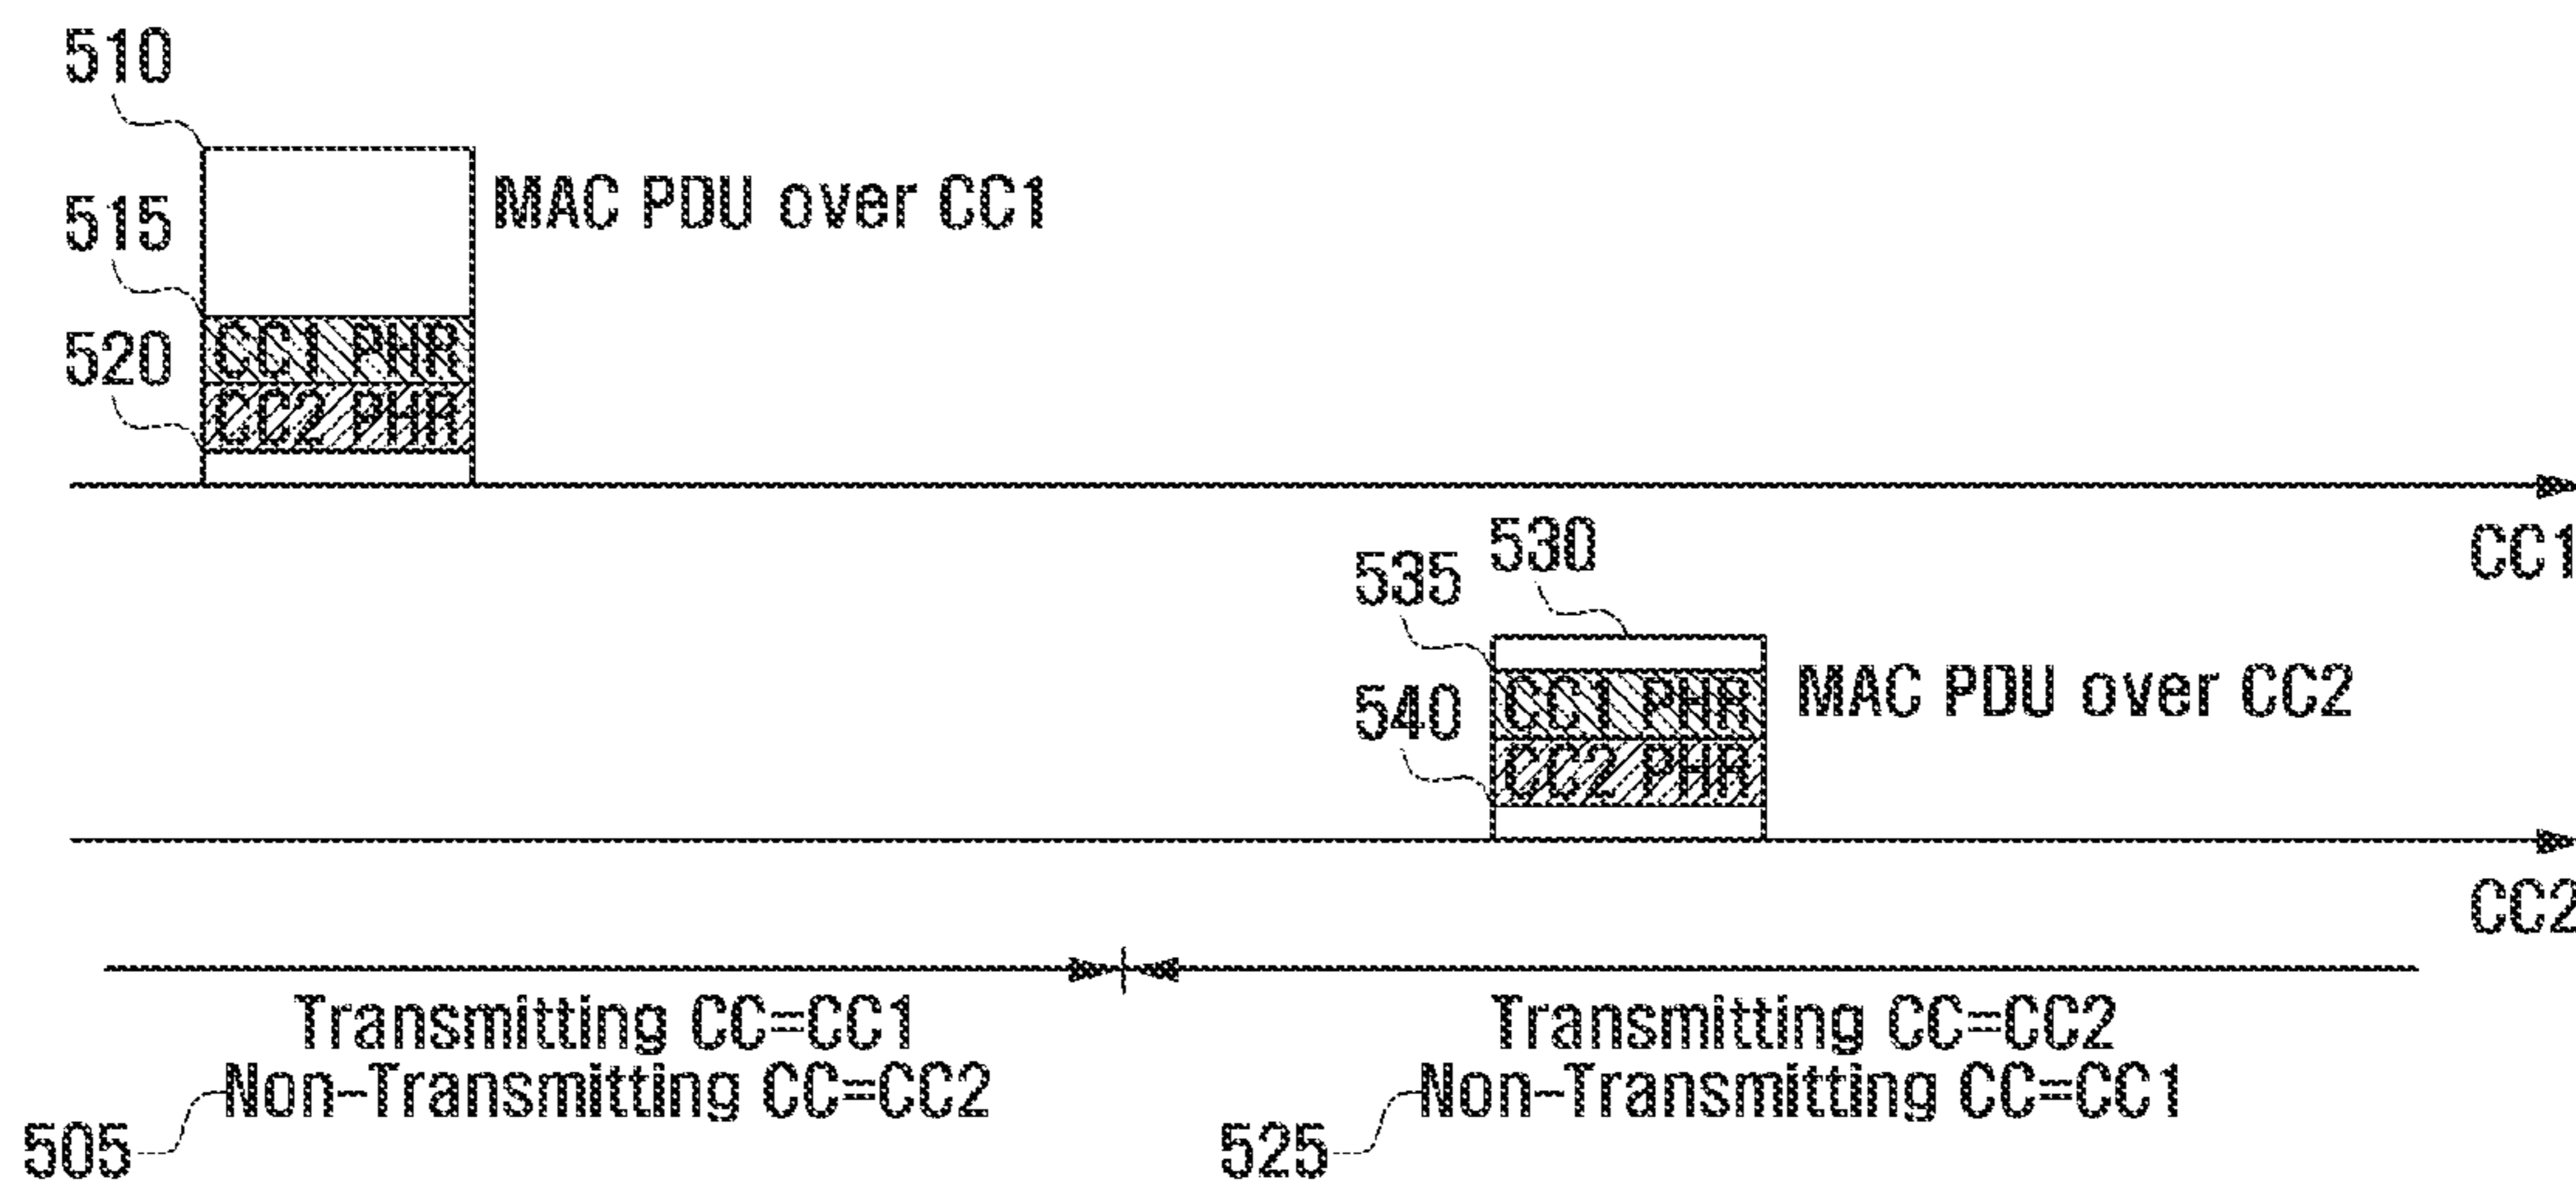 510
MAC PDU over CC1
515
CC1 PHR
520
CC2 PHR
CC1
530
535
MAC PDU over CC2
CC1 PHR
540
CC2 PHR
CC2
Transmitting CC=CC1
Non-Transmitting CC=CC2
505
Transmitting CC=CC2
Non-Transmitting CC=CC1
525